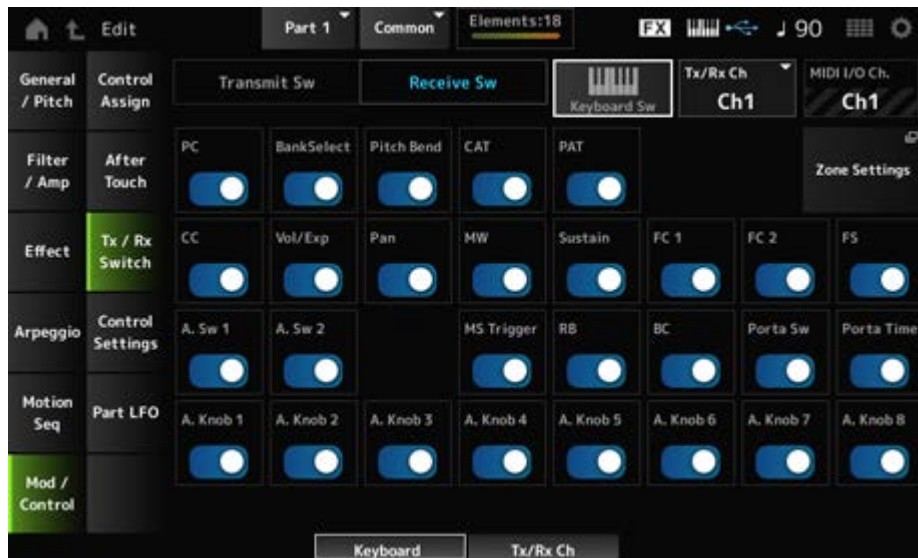 Edit
Part 1
Common
Elements:18
FX
90
General / Pitch
Filter / Amp
Effect
Arpeggio
Motion Seq
Mod / Control
Control Assign
After Touch
Tx / Rx Switch
Control Settings
Part LFO
Transmit Sw
Receive Sw
Keyboard Sw
Tx/Rx Ch
Ch1
MIDI I/O Ch.
Ch1
PC
BankSelect
Pitch Bend
CAT
PAT
Zone Settings
CC
Vol/Exp
Pan
MW
Sustain
FC 1
FC 2
FS
A. Sw 1
A. Sw 2
MS Trigger
RB
BC
Porta Sw
Porta Time
A. Knob 1
A. Knob 2
A. Knob 3
A. Knob 4
A. Knob 5
A. Knob 6
A. Knob 7
A. Knob 8
Keyboard
Tx/Rx Ch